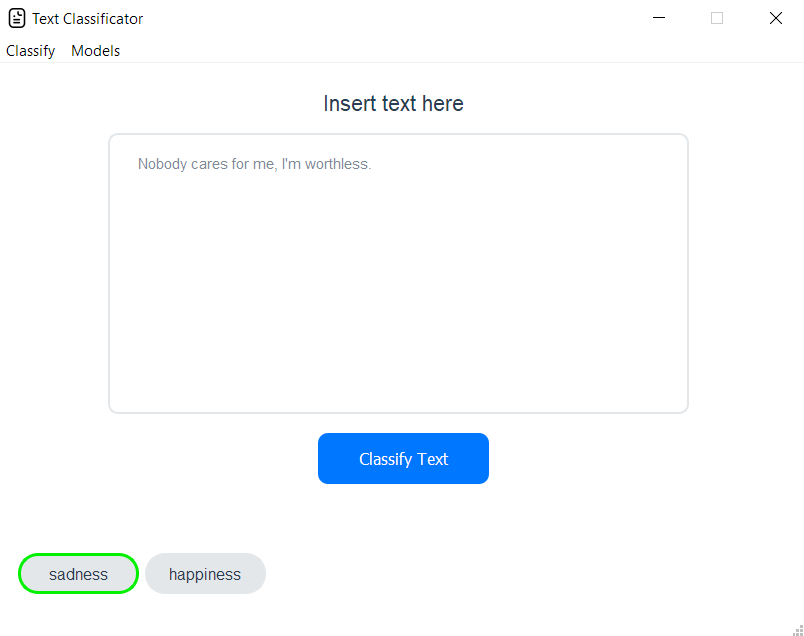 Text Classificator
Classify Models
Insert text here
Nobody cares for me, I'm worthless.
Classify Text
sadness happiness